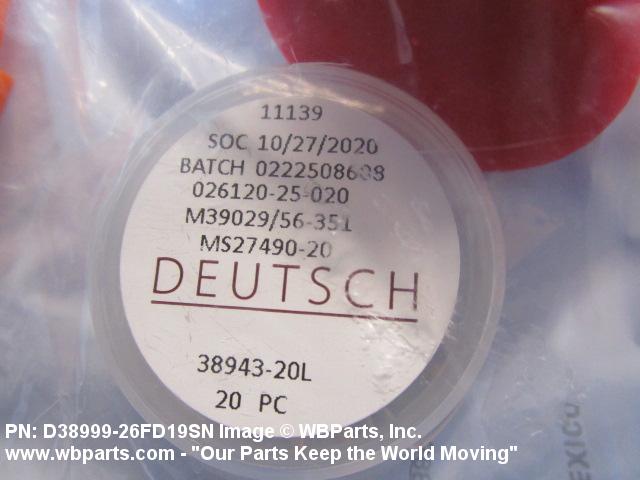 11139
SOC 10/27/2020
BATCH
026120-25-020
M39029/56-351
MS27490-20
DEUTSCH
38943-20L
20 PC
PN: D38999-26FD19SN Image © WBParts, Inc.
www.wbparts.com - "Our Parts Keep the World Moving"